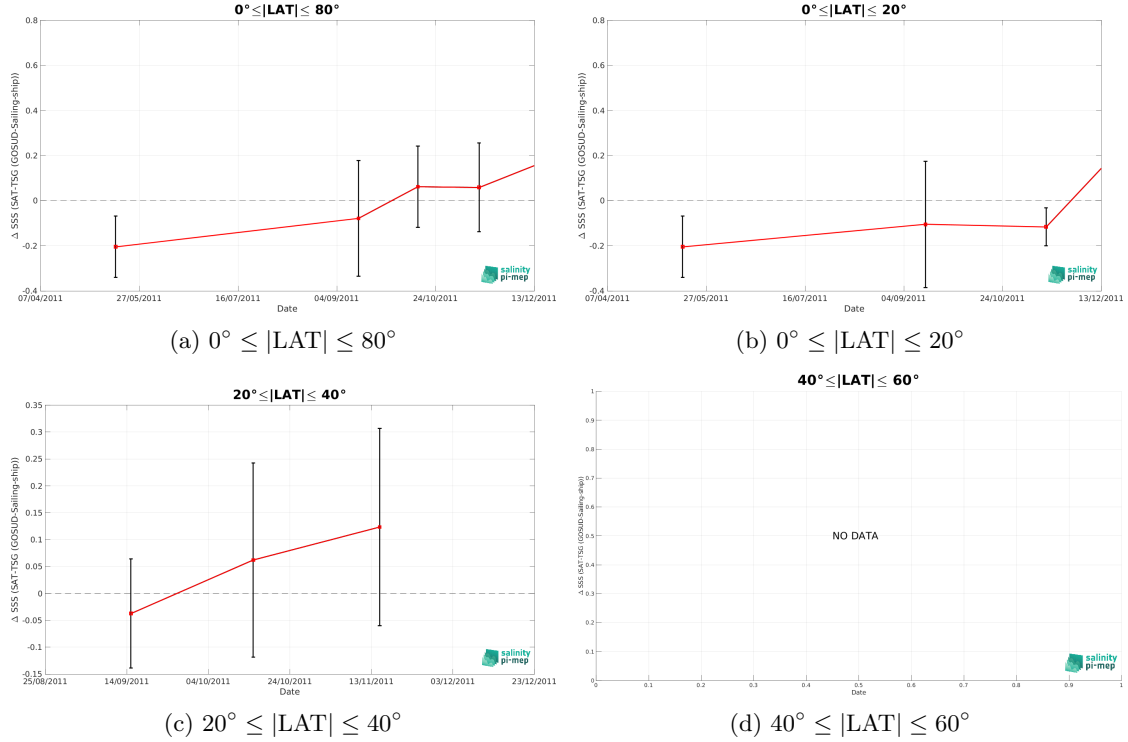 0°≤|LAT|≤ 80°
0.8
0.6
0.4
0.2
0
-0.2
-0.4
Δ SSS (SAT-TSG (GOSUD-Sailing-ship))
07/04/2011 27/05/2011 16/07/2011 04/09/2011 24/10/2011 13/12/2011
Date
salinity
pi-mep
(a) 0° ≤ |LAT| ≤ 80°
0°≤|LAT|≤ 20°
0.8
0.6
0.4
0.2
0
-0.2
-0.4
Δ SSS (SAT-TSG (GOSUD-Sailing-ship))
07/04/2011 27/05/2011 16/07/2011 04/09/2011 24/10/2011 13/12/2011
Date
salinity
pi-mep
(b) 0° ≤ |LAT| ≤ 20°
20°≤|LAT|≤ 40°
0.35
0.3
0.25
0.2
0.15
0.1
0.05
0
-0.05
-0.1
-0.15
Δ SSS (SAT-TSG (GOSUD-Sailing-ship))
25/08/2011 14/09/2011 04/10/2011 24/10/2011 13/11/2011 03/12/2011 23/12/2011
Date
salinity
pi-mep
(c) 20° ≤ |LAT| ≤ 40°
40°≤|LAT|≤ 60°
1
0.9
0.8
0.7
0.6
0.5
0.4
0.3
0.2
0.1
0
Δ SSS (SAT-TSG (GOSUD-Sailing-ship))
NO DATA
0 0.1 0.2 0.3 0.4 0.5 0.6 0.7 0.8 0.9 1
Date
salinity
pi-mep
(d) 40° ≤ |LAT| ≤ 60°